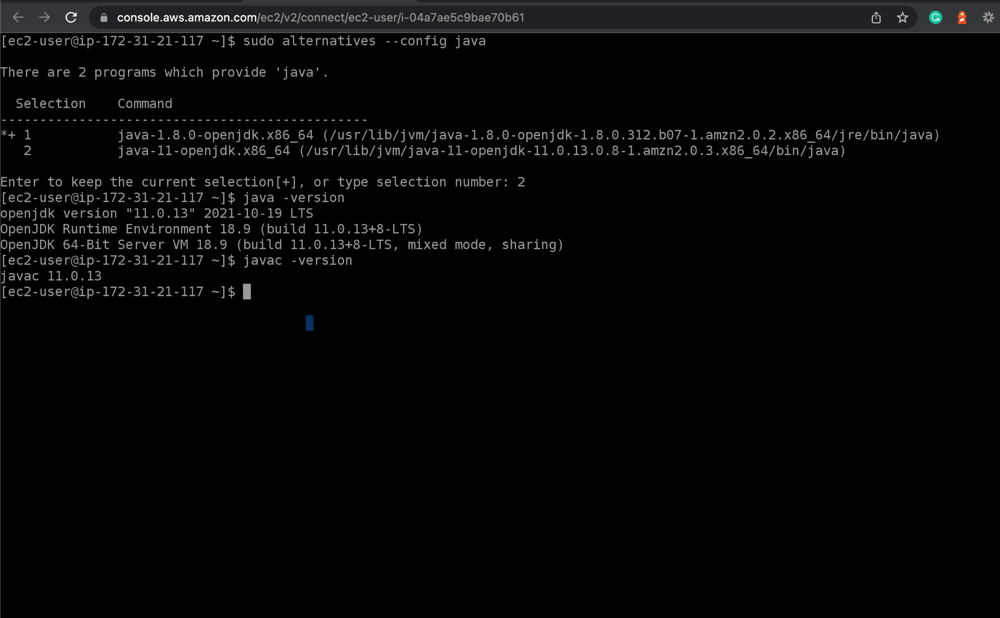 console.aws.amazon.com/ec2/v2/connect/ec2-user/i-04a7ae5c9bae70b61
[ec2-user@ip-172-31-21-117 ~]$ sudo alternatives --config java
There are 2 programs which provide 'java'.
  Selection    Command
-----------------------------------------------
*+ 1           java-1.8.0-openjdk.x86_64 (/usr/lib/jvm/java-1.8.0-openjdk-1.8.0.312.b07-1.amzn2.0.2.x86_64/jre/bin/java)
   2           java-11-openjdk.x86_64 (/usr/lib/jvm/java-11-openjdk-11.0.13.0.8-1.amzn2.0.3.x86_64/bin/java)
Enter to keep the current selection[+], or type selection number: 2
[ec2-user@ip-172-31-21-117 ~]$ java -version
openjdk version "11.0.13" 2021-10-19 LTS
OpenJDK Runtime Environment 18.9 (build 11.0.13+8-LTS)
OpenJDK 64-Bit Server VM 18.9 (build 11.0.13+8-LTS, mixed mode, sharing)
[ec2-user@ip-172-31-21-117 ~]$ javac -version
javac 11.0.13
[ec2-user@ip-172-31-21-117 ~]$